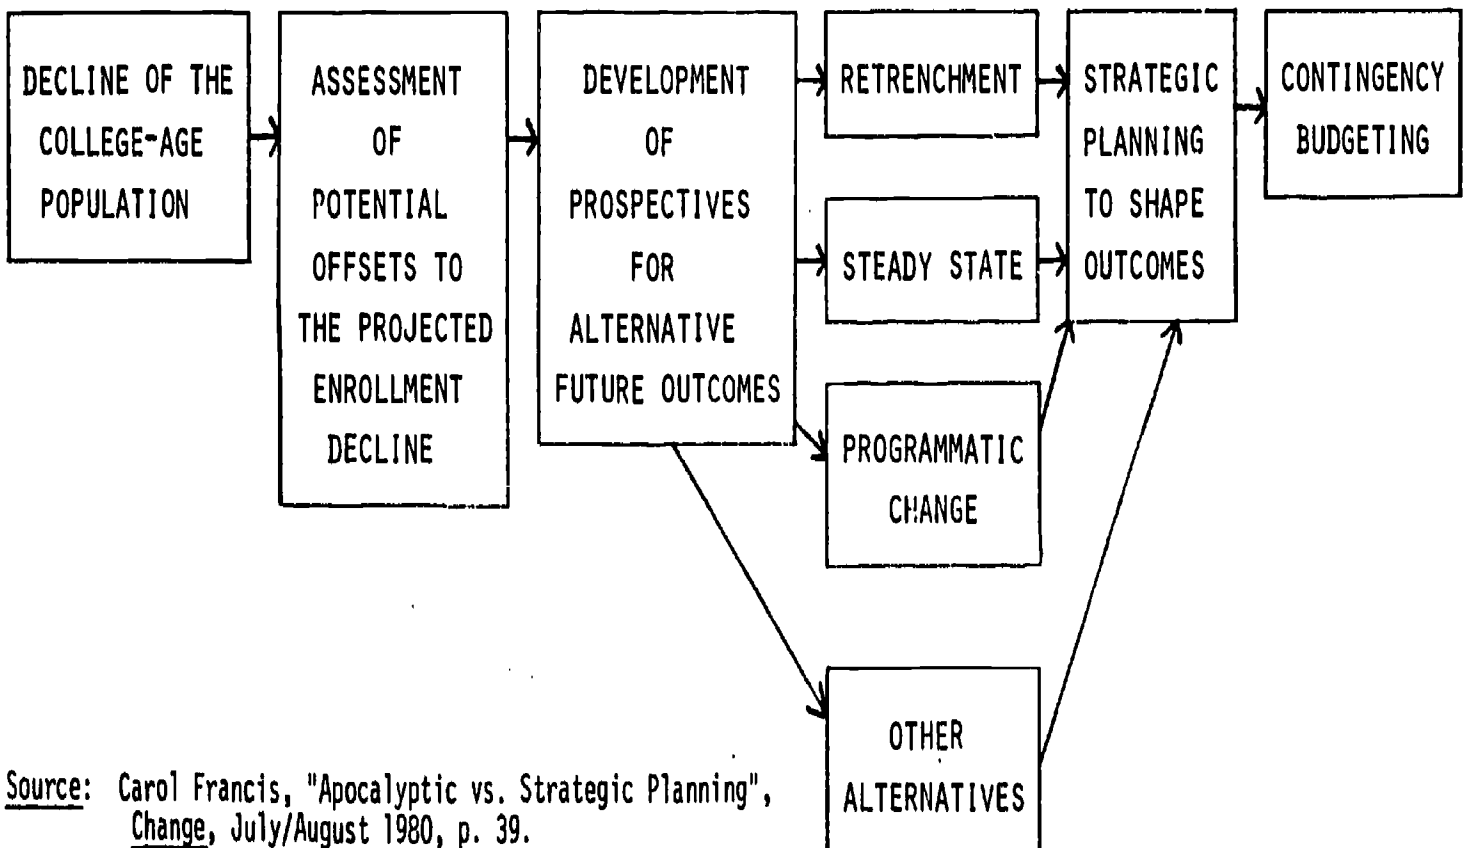 DECLINE OF THE
COLLEGE-AGE
POPULATION
ASSESSMENT
OF
POTENTIAL
OFFSETS TO
THE PROJECTED
ENROLLMENT
DECLINE
DEVELOPMENT
OF
PROSPECTIVES
FOR
ALTERNATIVE
FUTURE OUTCOMES
RETRENCHMENT
STEADY STATE
PROGRAMMATIC
CHANGE
OTHER
ALTERNATIVES
STRATEGIC
PLANNING
TO SHAPE
OUTCOMES
CONTINGENCY
BUDGETING
Source: Carol Francis, "Apocalyptic vs. Strategic Planning",
Change, July/August 1980, p. 39.